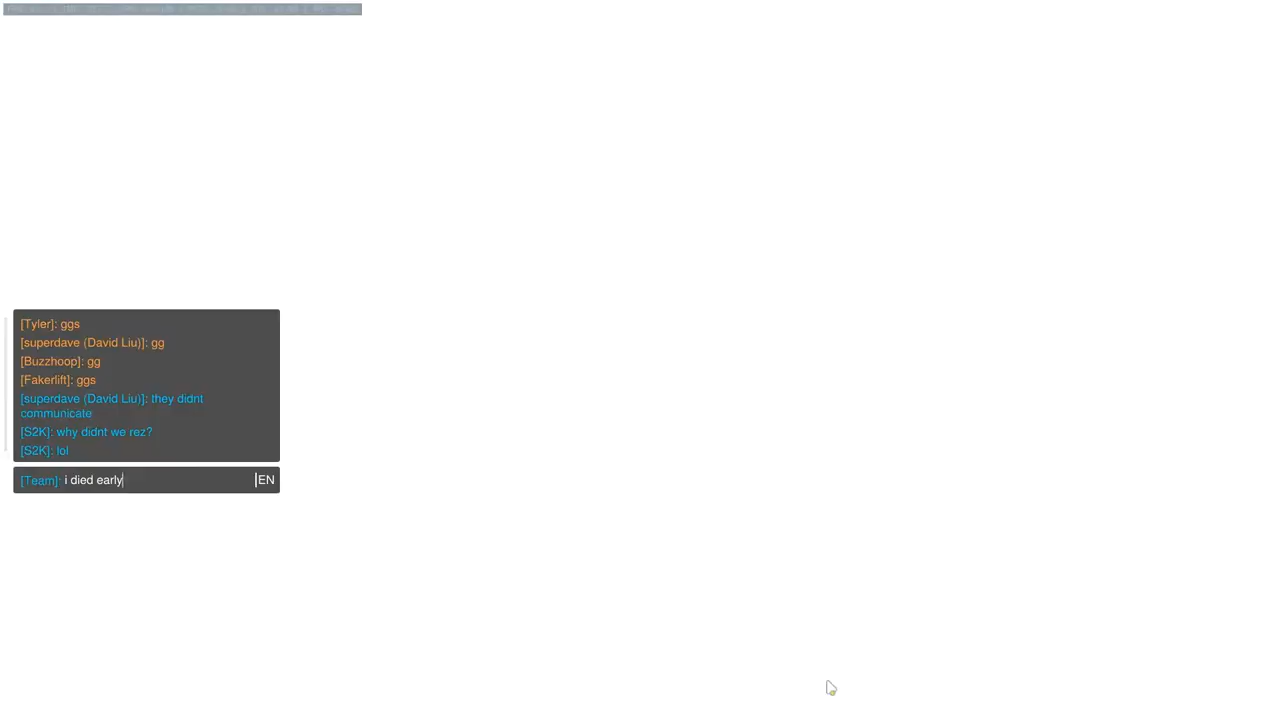 [Tyler]: ggs
[superdave (David Liu)]: gg
[Buzzhoop]: gg
[Fakerlift]: ggs
[superdave (David Liu)]: they didnt
communicate
[S2K]: why didnt we rez?
[S2K]: lol
[Team]: i died early EN